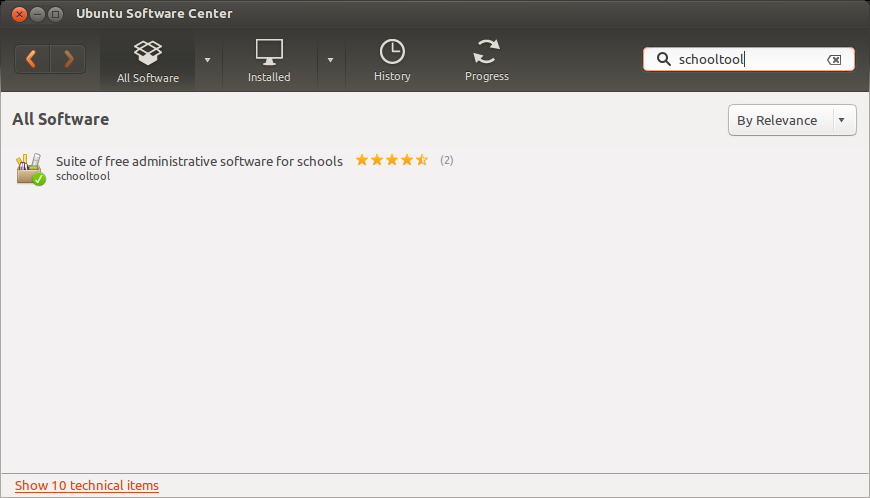 Ubuntu Software Center
All Software
Installed
History
Progress
schooltool
All Software
By Relevance
Suite of free administrative software for schools (2)
schooltool
Show 10 technical items